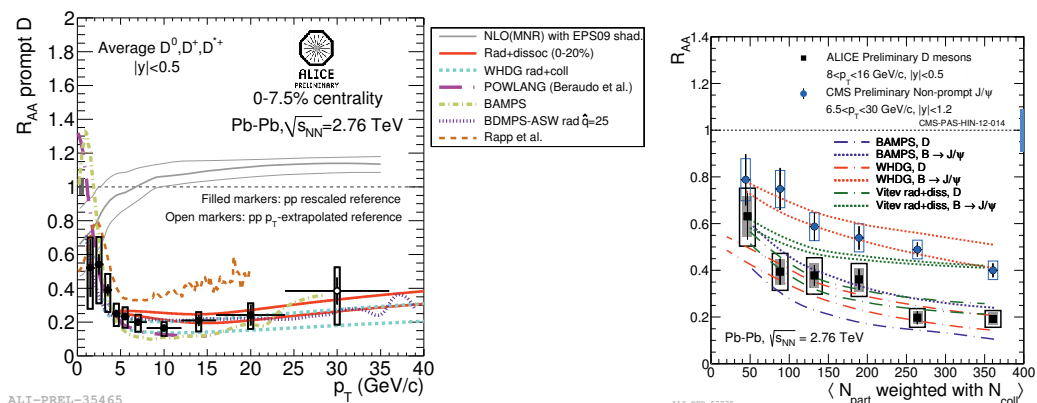 R_AA prompt D
2
1.8
1.6
1.4
1.2
1
0.8
0.6
0.4
0.2
0
Average D⁰,D⁺,D*⁺
|y|<0.5
ALICE
PRELIMINARY
0-7.5% centrality
Pb-Pb, √s_NN = 2.76 TeV
Filled markers: pp rescaled reference
Open markers: pp p_T-extrapolated reference
0 5 10 15 20 25 30 35 40
p_T (GeV/c)
ALI-PREL-35465
NLO(MNR) with EPS09 shad.
Rad+dissoc (0-20%)
WHDG rad+coll
POWLANG (Beraudo et al.)
BAMPS
BDMPS-ASW rad q̂=25
Rapp et al.
R_AA
1.4
1.2
1
0.8
0.6
0.4
0.2
0
ALICE Preliminary D mesons
8<p_T<16 GeV/c, |y|<0.5
CMS Preliminary Non-prompt J/ψ
6.5<p_T<30 GeV/c, |y|<1.2
CMS-PAS-HIN-12-014
BAMPS, D
BAMPS, B → J/ψ
WHDG, D
WHDG, B → J/ψ
Vitev rad+diss, D
Vitev rad+diss, B → J/ψ
Pb-Pb, √s_NN = 2.76 TeV
0 50 100 150 200 250 300 350 400
⟨ N_part weighted with N_coll ⟩